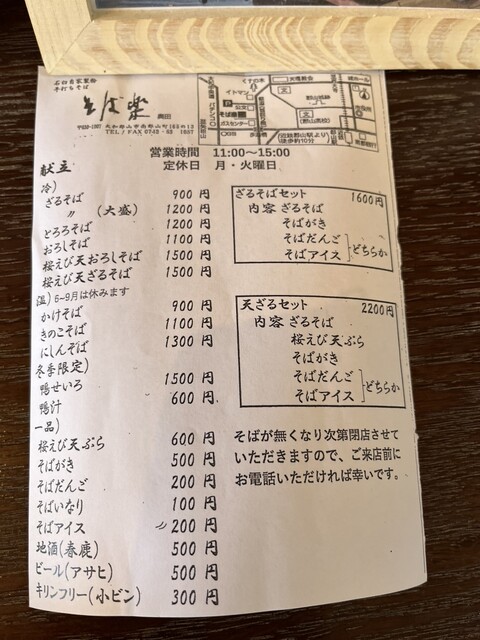 石臼自家製粉
手打ちそば
そば楽
営業時間 11:00〜15:00
定休日 月・火曜日
献立
冷)
ざるそば 900円
〃 (大盛) 1200円
とろろそば 1200円
おろしそば 1100円
桜えび天おろしそば 1500円
桜えび天ざるそば 1500円
温) 6~9月は休みます
かけそば 900円
きのこそば 1100円
にしんそば 1300円
冬季限定)
鴨せいろ 1500円
鴨汁 600円
一品)
桜えび天ぷら 600円
そばがき 500円
そばだんご 200円
そばいなり 100円
そばアイス 200円
地酒(春鹿) 500円
ビール(アサヒ) 500円
キリンフリー(小ビン) 300円
ざるそばセット 1600円
内容 ざるそば
そばがき
そばだんご
そばアイス
どちらか
天ざるセット 2200円
内容 ざるそば
桜えび天ぷら
そばがき
そばだんご
そばアイス
どちらか
そばが無くなり次第閉店させて
いただきますので、ご来店前に
お電話いただければ幸いです。